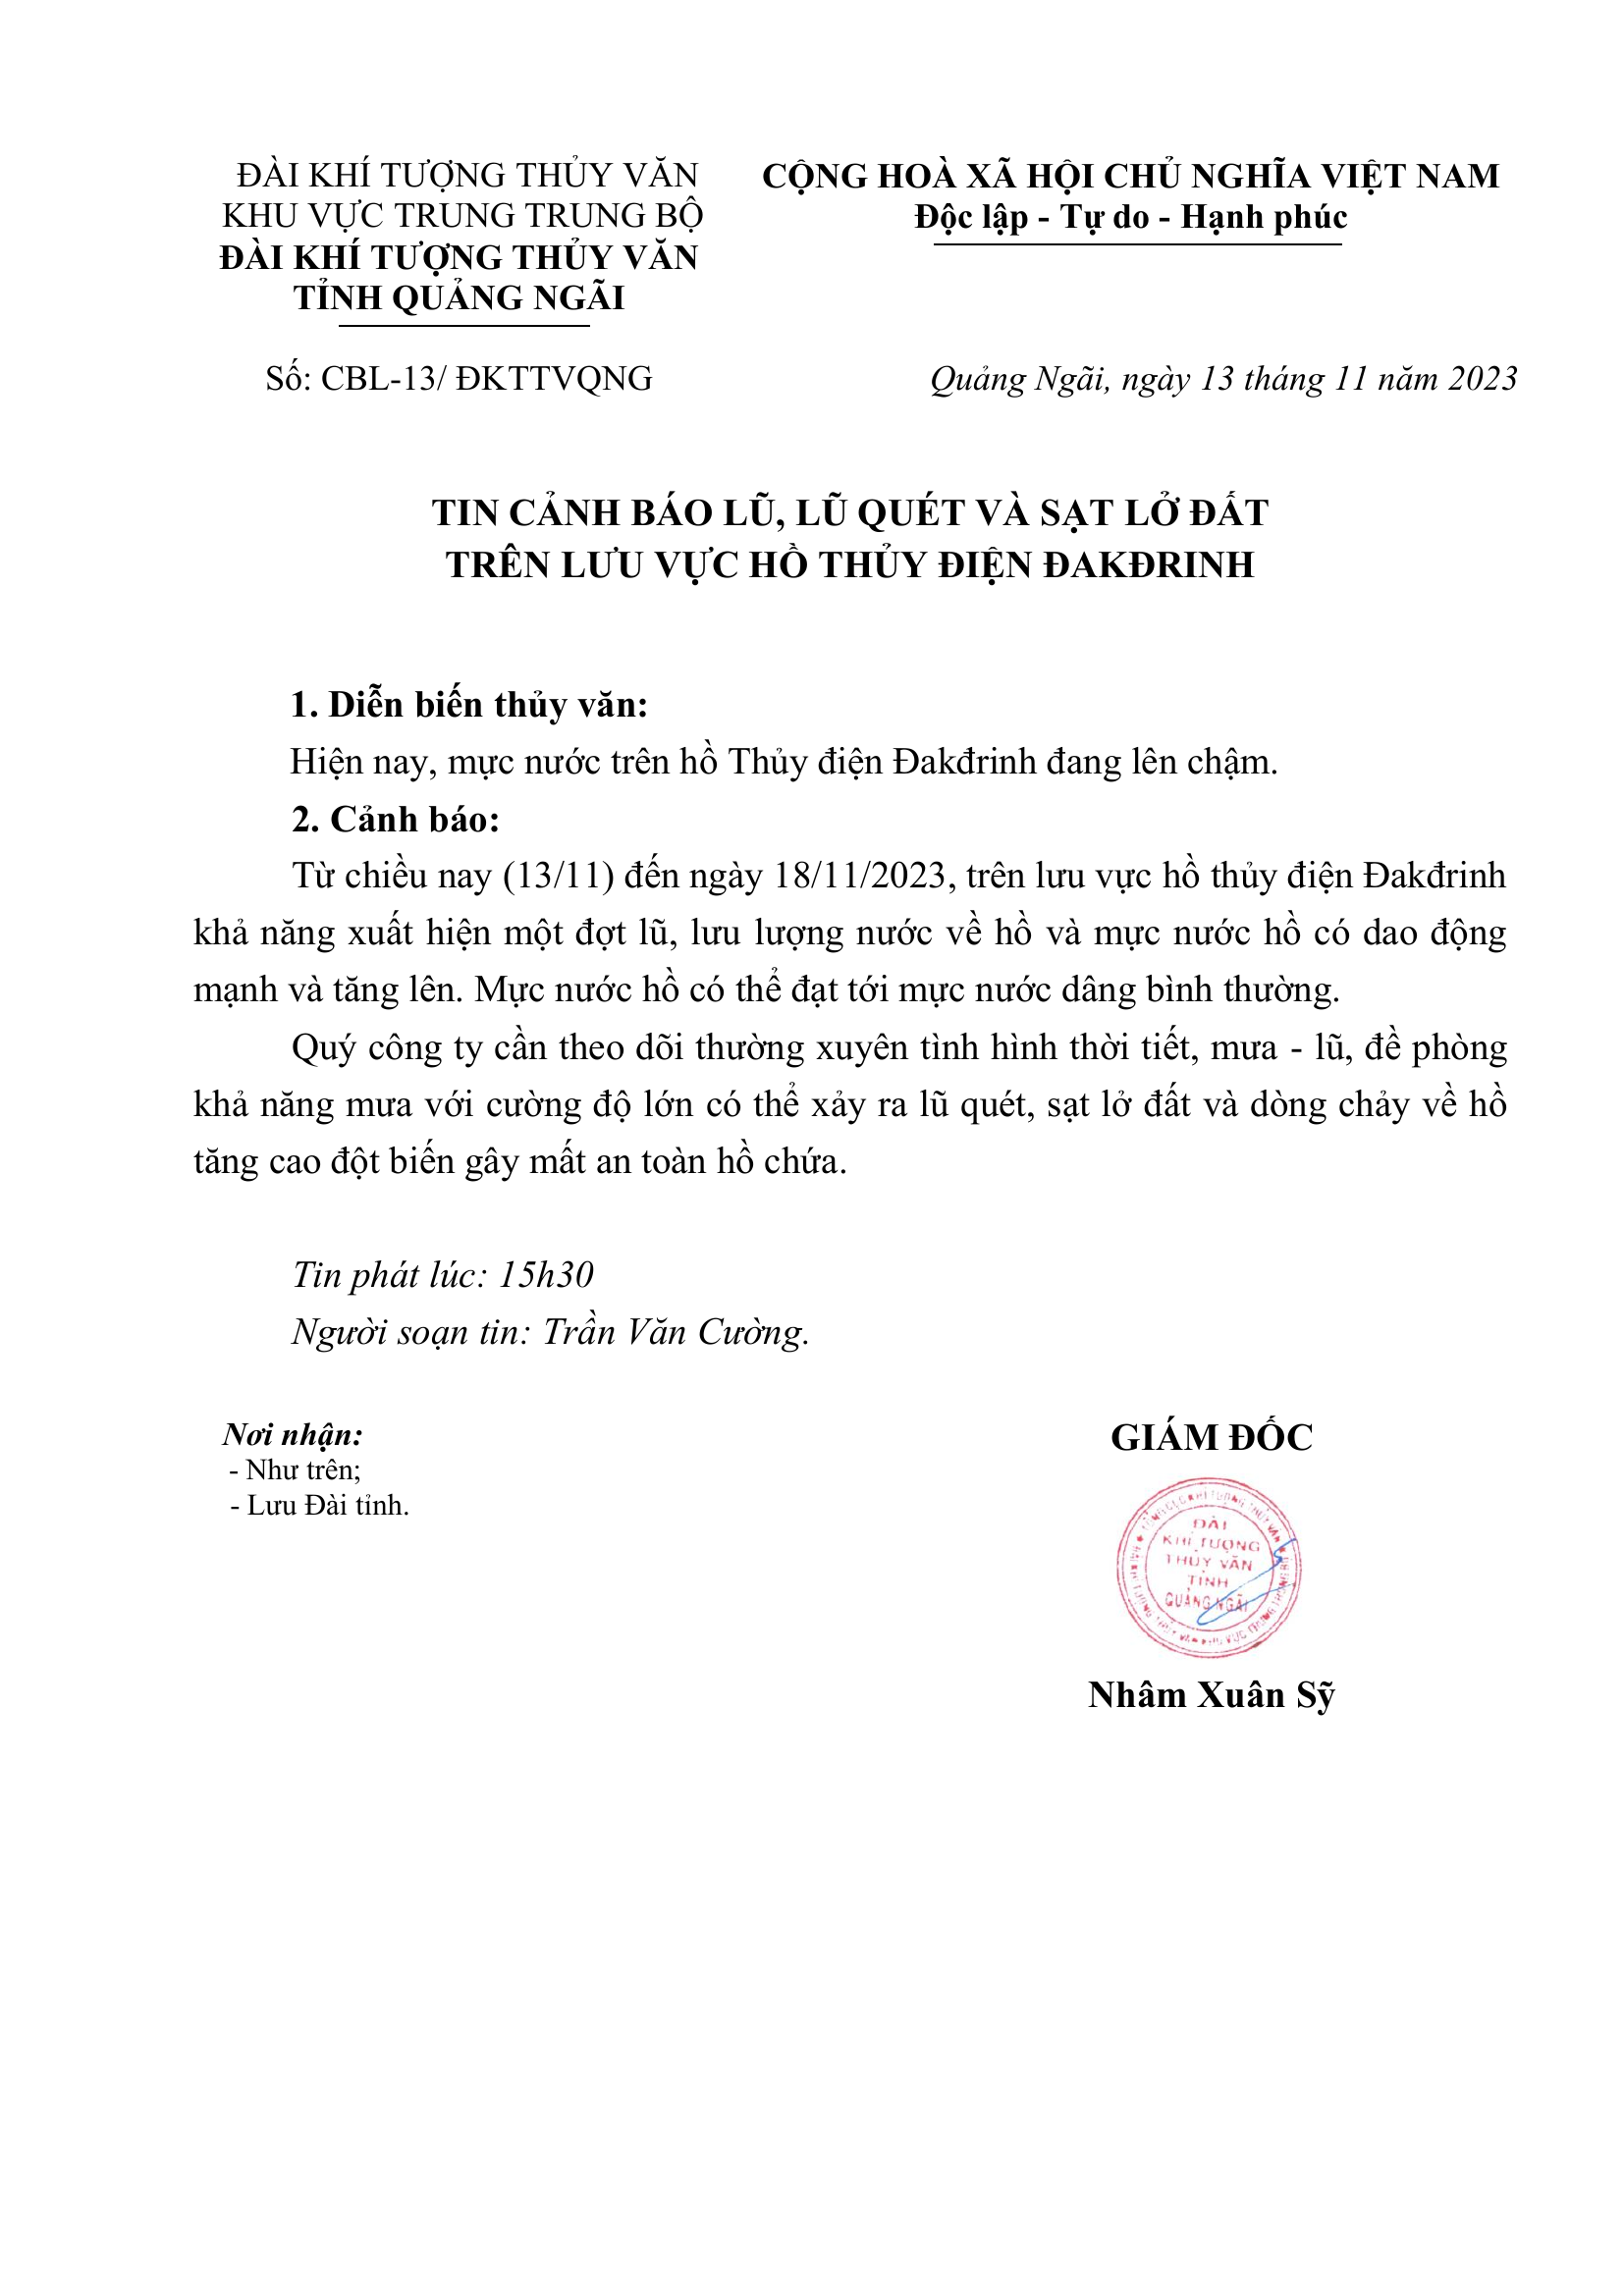 ĐÀI KHÍ TƯỢNG THỦY VĂN
KHU VỰC TRUNG TRUNG BỘ
ĐÀI KHÍ TƯỢNG THỦY VĂN
TỈNH QUẢNG NGÃI
Số: CBL-13/ ĐKTTVQNG
CỘNG HOÀ XÃ HỘI CHỦ NGHĨA VIỆT NAM
Độc lập - Tự do - Hạnh phúc
Quảng Ngãi, ngày 13 tháng 11 năm 2023
TIN CẢNH BÁO LŨ, LŨ QUÉT VÀ SẠT LỞ ĐẤT
TRÊN LƯU VỰC HỒ THỦY ĐIỆN ĐAKĐRINH
1. Diễn biến thủy văn:
Hiện nay, mực nước trên hồ Thủy điện Đakđrinh đang lên chậm.
2. Cảnh báo:
Từ chiều nay (13/11) đến ngày 18/11/2023, trên lưu vực hồ thủy điện Đakđrinh
khả năng xuất hiện một đợt lũ, lưu lượng nước về hồ và mực nước hồ có dao động
mạnh và tăng lên. Mực nước hồ có thể đạt tới mực nước dâng bình thường.
Quý công ty cần theo dõi thường xuyên tình hình thời tiết, mưa - lũ, đề phòng
khả năng mưa với cường độ lớn có thể xảy ra lũ quét, sạt lở đất và dòng chảy về hồ
tăng cao đột biến gây mất an toàn hồ chứa.
Tin phát lúc: 15h30
Người soạn tin: Trần Văn Cường.
Nơi nhận:
- Như trên;
- Lưu Đài tỉnh.
GIÁM ĐỐC
ĐÀI
KHÍ TƯỢNG
THỦY VĂN
TỈNH
QUẢNG NGÃI
Nhâm Xuân Sỹ